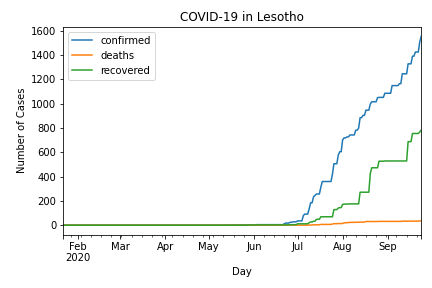 COVID-19 in Lesotho
confirmed
deaths
recovered
Number of Cases
1600
1400
1200
1000
800
600
400
200
0
Feb Mar Apr May Jun Jul Aug Sep
2020
Day